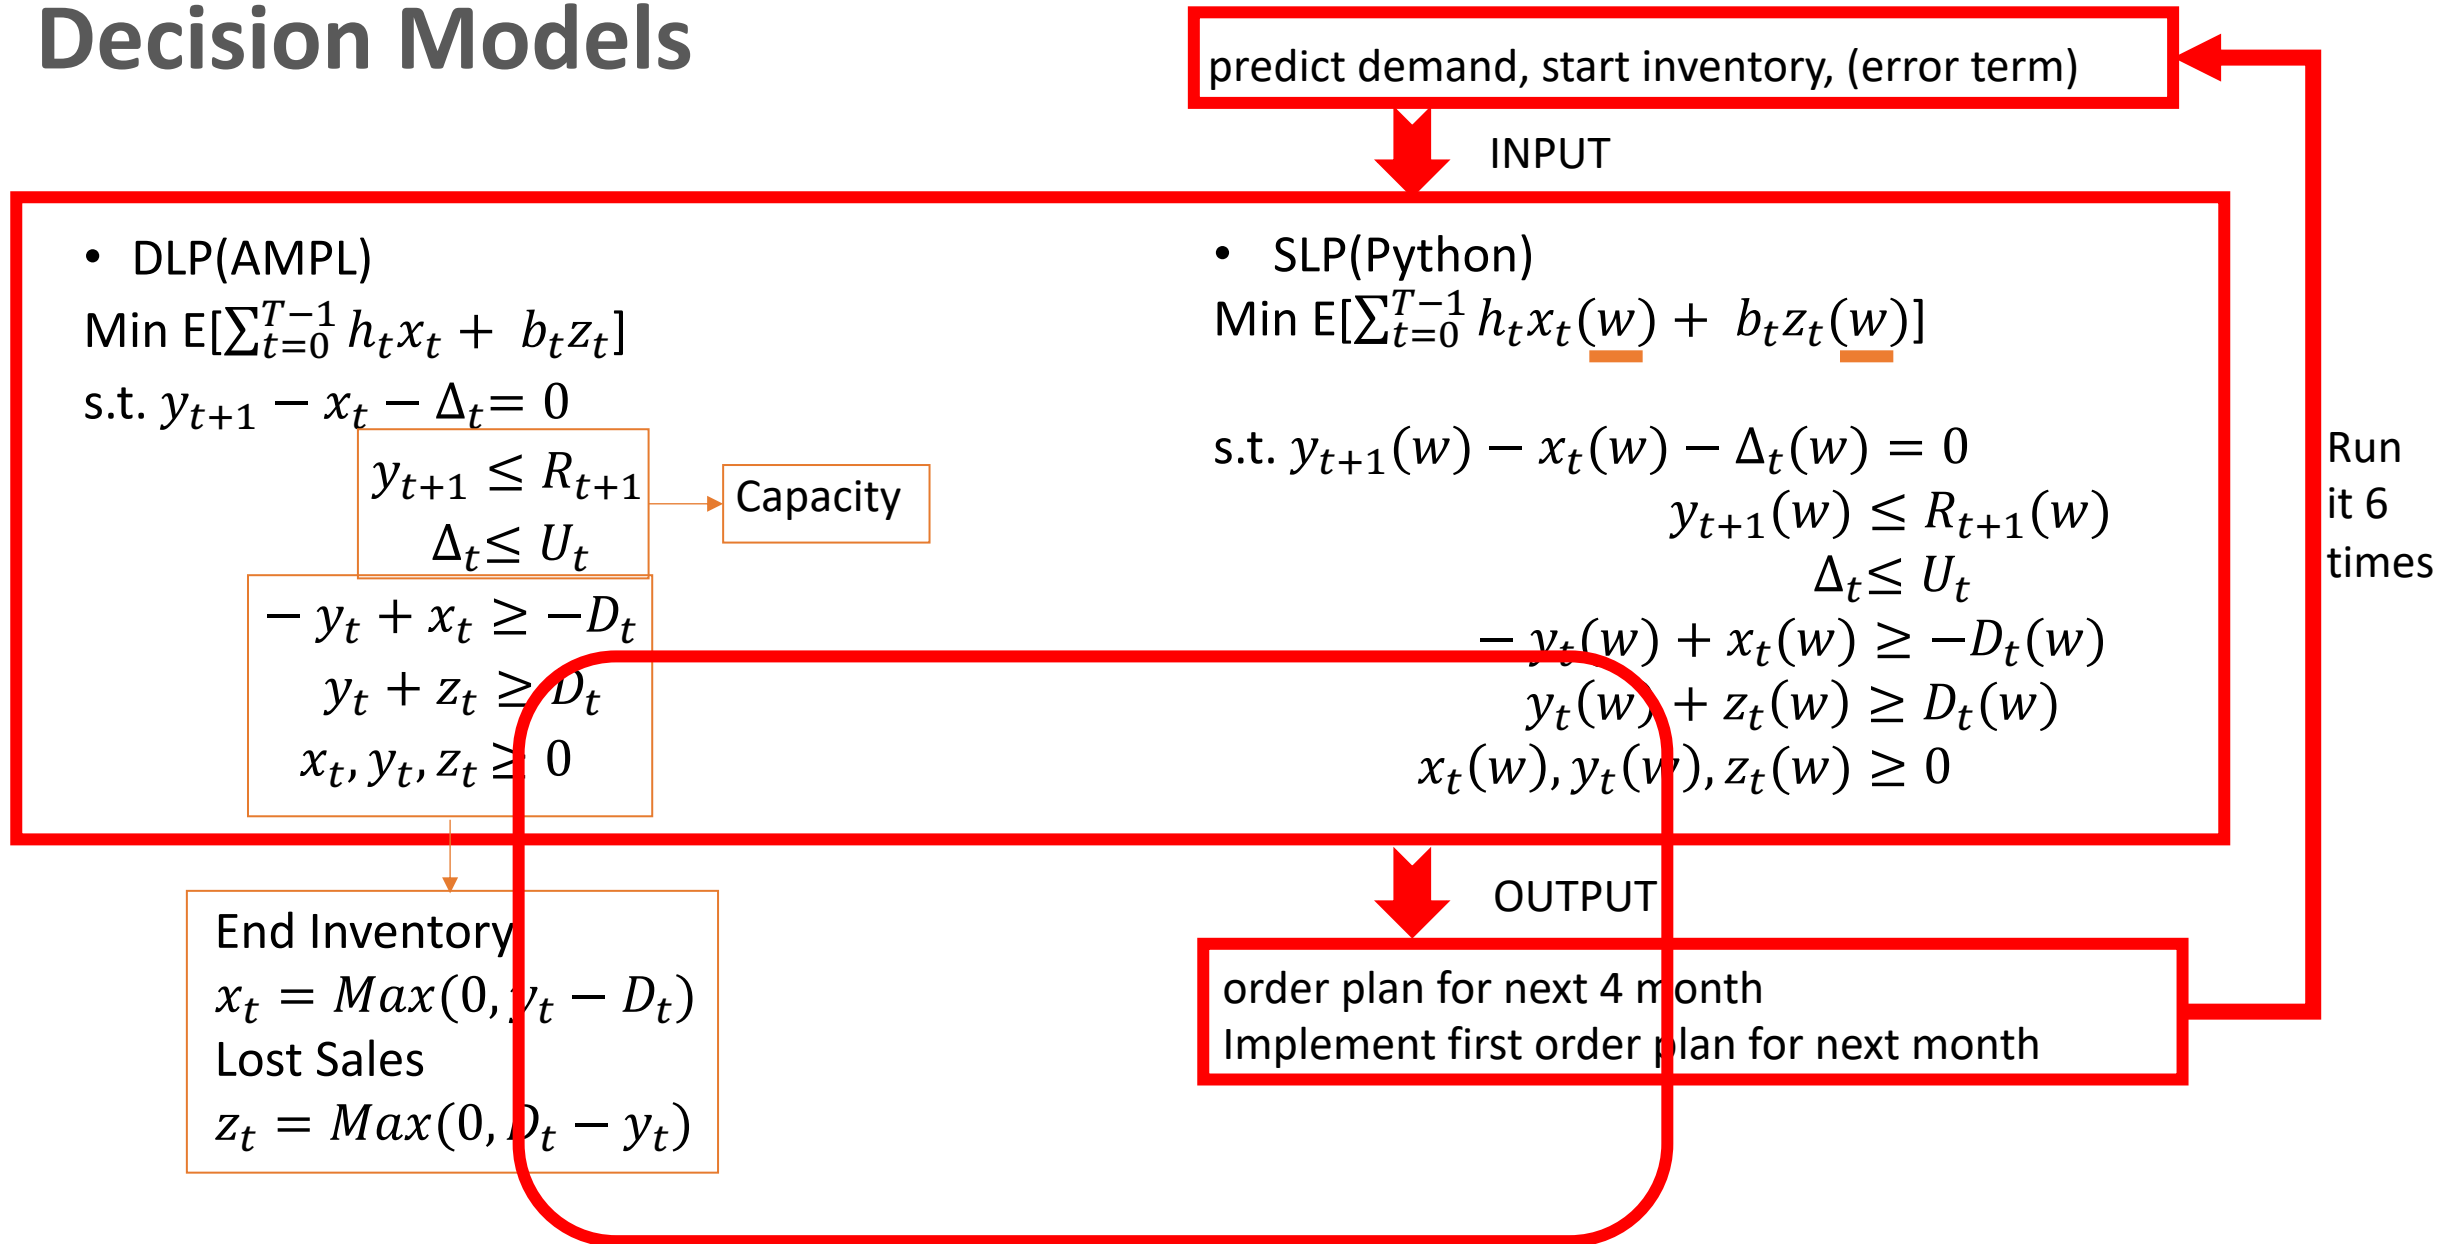 Decision Models
predict demand, start inventory, (error term)
INPUT
• DLP(AMPL)
Min E[∑_{t=0}^{T−1} h_t x_t + b_t z_t]
s.t. y_{t+1} − x_t − Δ_t = 0
y_{t+1} ≤ R_{t+1}
Δ_t ≤ U_t
Capacity
− y_t + x_t ≥ −D_t
y_t + z_t ≥ D_t
x_t, y_t, z_t ≥ 0
End Inventory
x_t = Max(0, y_t − D_t)
Lost Sales
z_t = Max(0, D_t − y_t)
• SLP(Python)
Min E[∑_{t=0}^{T−1} h_t x_t(w) + b_t z_t(w)]
s.t. y_{t+1}(w) − x_t(w) − Δ_t(w) = 0
y_{t+1}(w) ≤ R_{t+1}(w)
Δ_t ≤ U_t
− y_t(w) + x_t(w) ≥ −D_t(w)
y_t(w) + z_t(w) ≥ D_t(w)
x_t(w), y_t(w), z_t(w) ≥ 0
OUTPUT
order plan for next 4 month
Implement first order plan for next month
Run
it 6
times